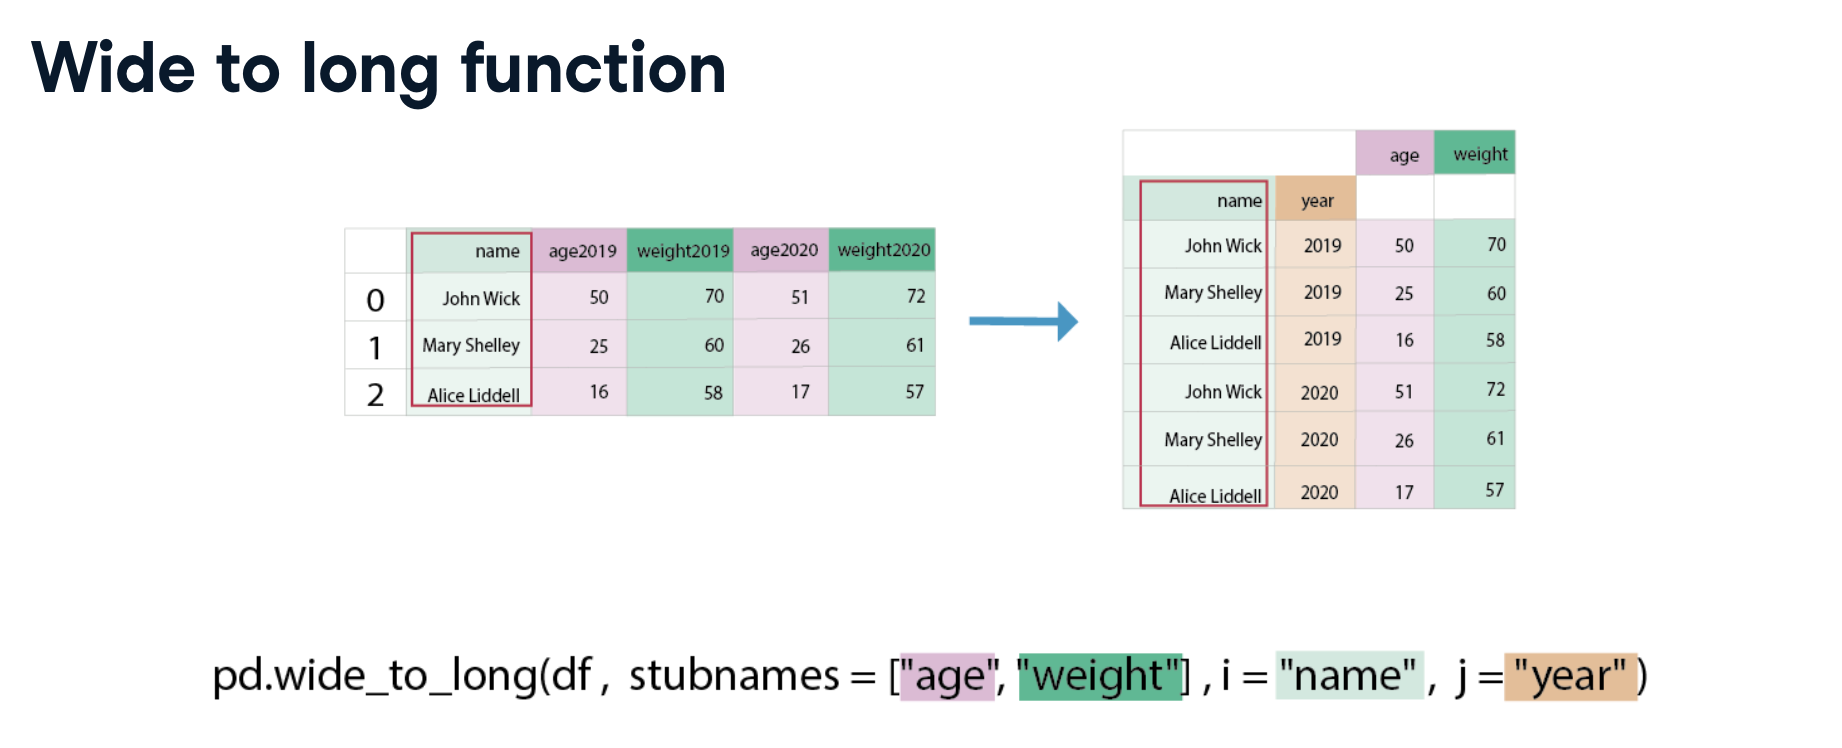 Wide to long function
name age2019 weight2019 age2020 weight2020
0 John Wick 50 70 51 72
1 Mary Shelley 25 60 26 61
2 Alice Liddell 16 58 17 57
age weight
name year
John Wick 2019 50 70
Mary Shelley 2019 25 60
Alice Liddell 2019 16 58
John Wick 2020 51 72
Mary Shelley 2020 26 61
Alice Liddell 2020 17 57
pd.wide_to_long(df, stubnames = ["age", "weight"] , i = "name", j = "year")